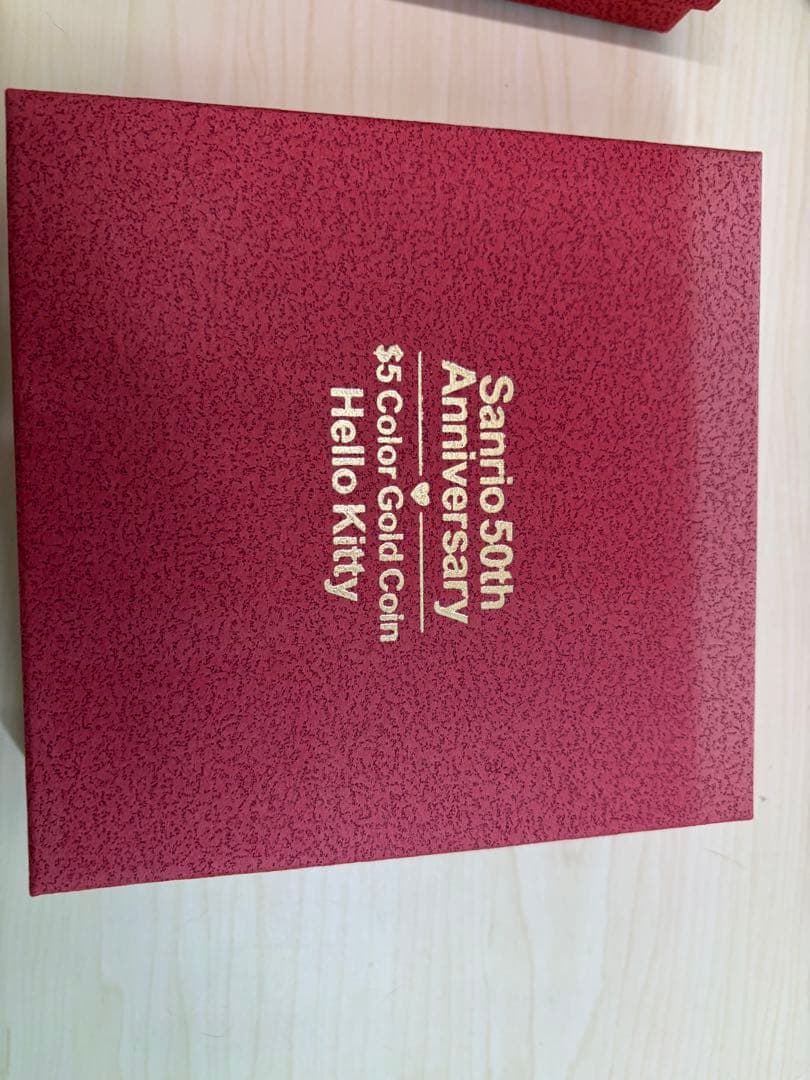 Sanrio 50th
Anniversary
$5 Color Gold Coin
Hello Kitty